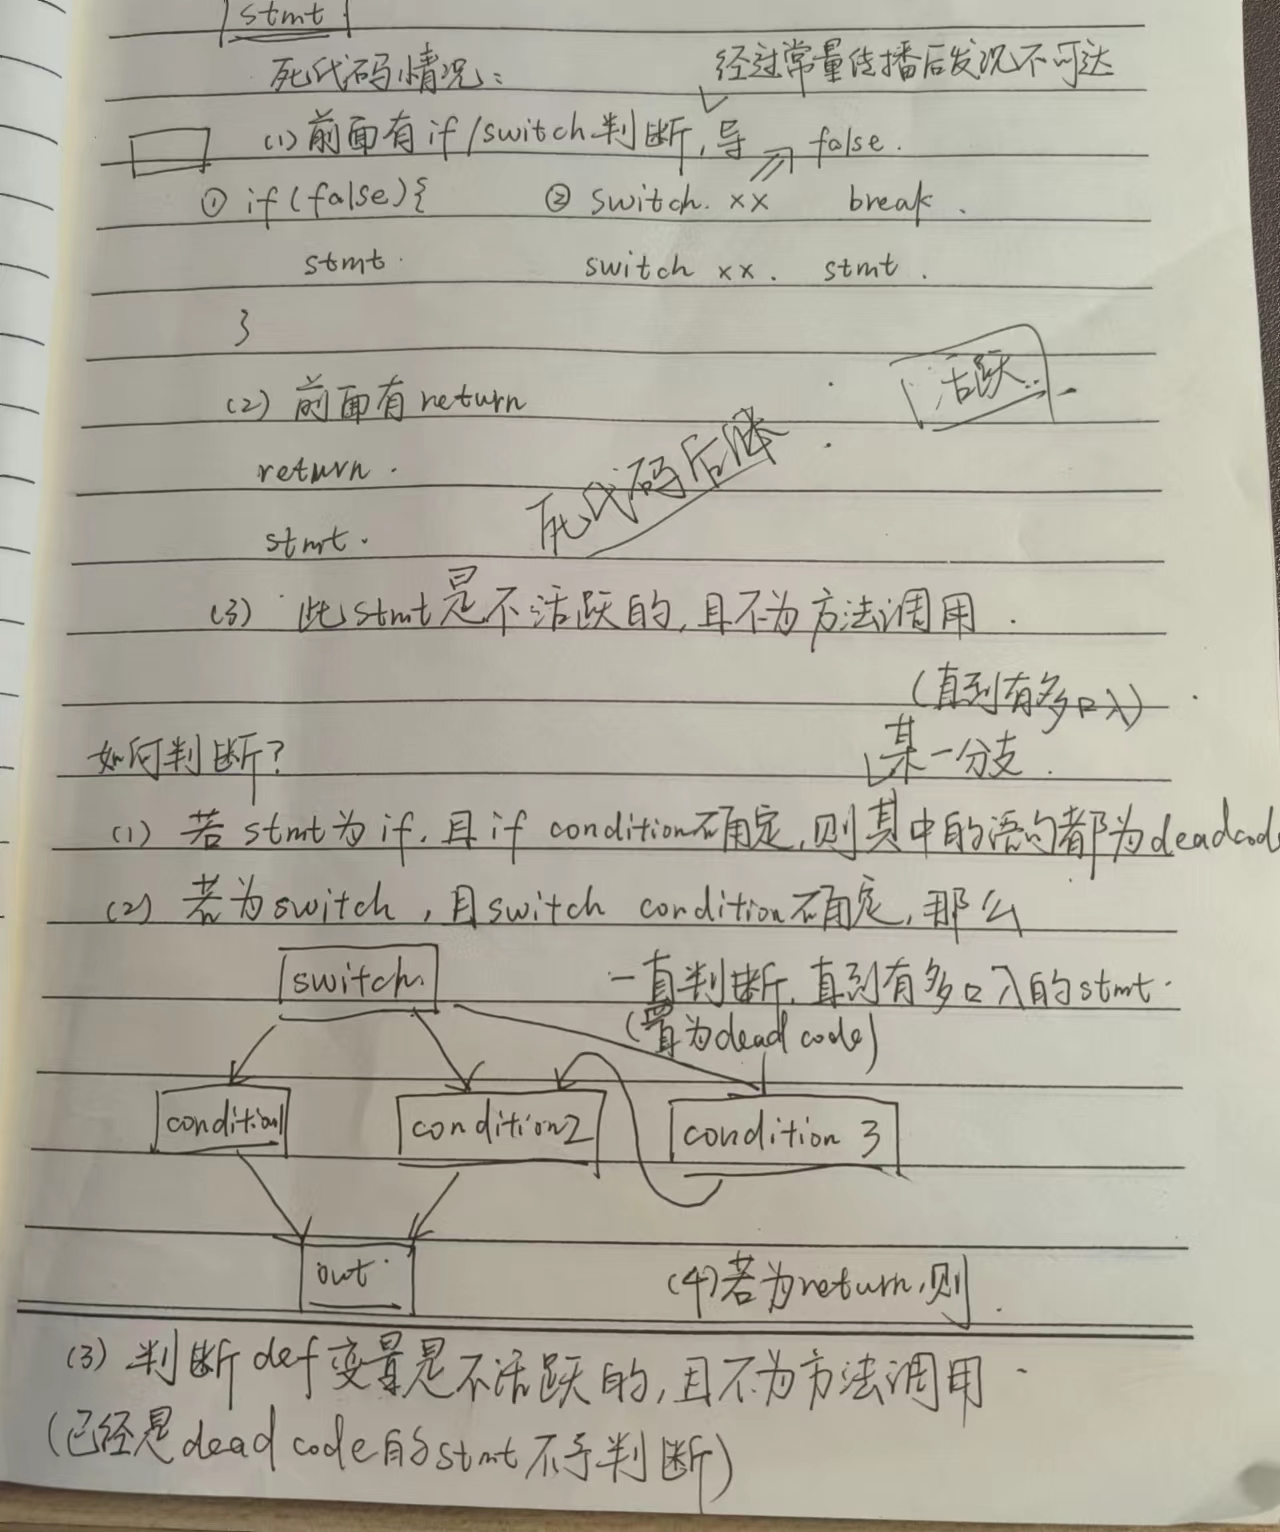 stmt
死代码情况：
经过常量传播后发现不可达
(1) 前面有if/switch判断,导 false.
① if(false){ ② switch. xx break.
stmt. switch xx. stmt.
}
(2) 前面有return
活跃
return.
死代码后继
stmt.
(3) 此stmt是不活跃的,且不为方法调用.
(直到有多口入)
如何判断?
某一分支.
(1) 若stmt为if,且if condition确定,则其中的语句都为deadcod
(2) 若为switch,且switch condition确定,那么
switch 一直判断,直到有多口入的stmt.
(置为dead code)
condition1 condition2 condition 3
out
(4)若为return,则.
(3) 判断def变量是不活跃的,且不为方法调用
(已经是dead code的stmt不予判断)